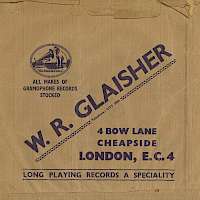 ALL MAKES OF
GRAMOPHONE RECORDS
STOCKED
W. R. GLAISHER
4 BOW LANE
CHEAPSIDE
LONDON, E.C.4
LONG PLAYING RECORDS A SPECIALITY